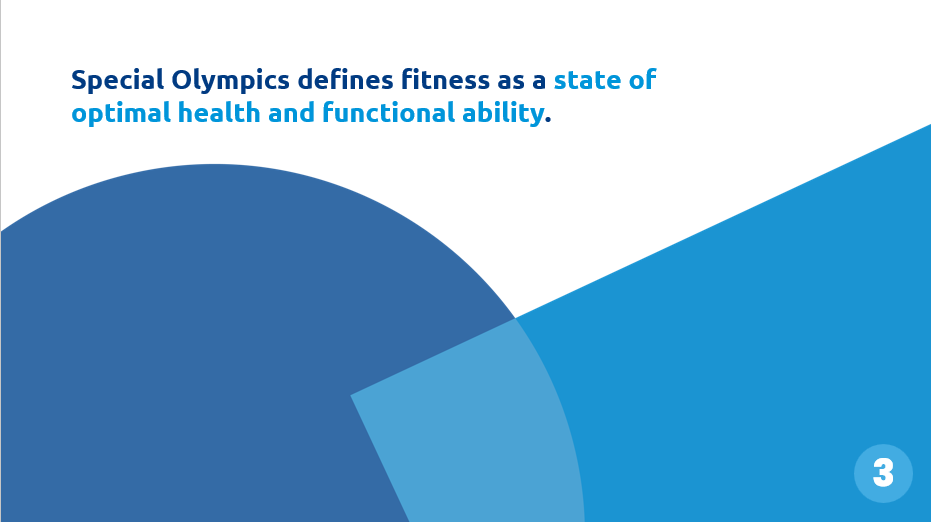 Special Olympics defines fitness as a state of
optimal health and functional ability.
3